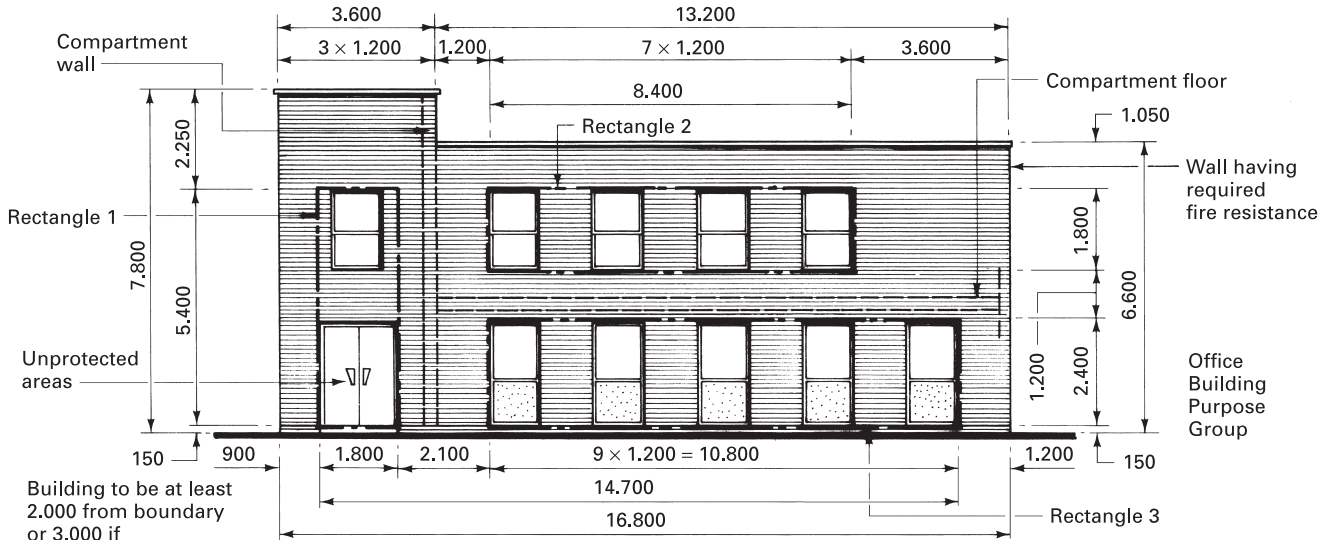 3.600
13.200
Compartment
wall
3 × 1.200
1.200
7 × 1.200
3.600
Compartment floor
8.400
1.050
Rectangle 2
2.250
Wall having
required
fire resistance
Rectangle 1
7.800
5.400
1.800
6.600
Unprotected
areas
1.200
2.400
Office
Building
Purpose
Group
150
900
1.800
2.100
9 × 1.200 = 10.800
1.200
150
Building to be at least
2.000 from boundary
or 3.000 if
14.700
16.800
Rectangle 3